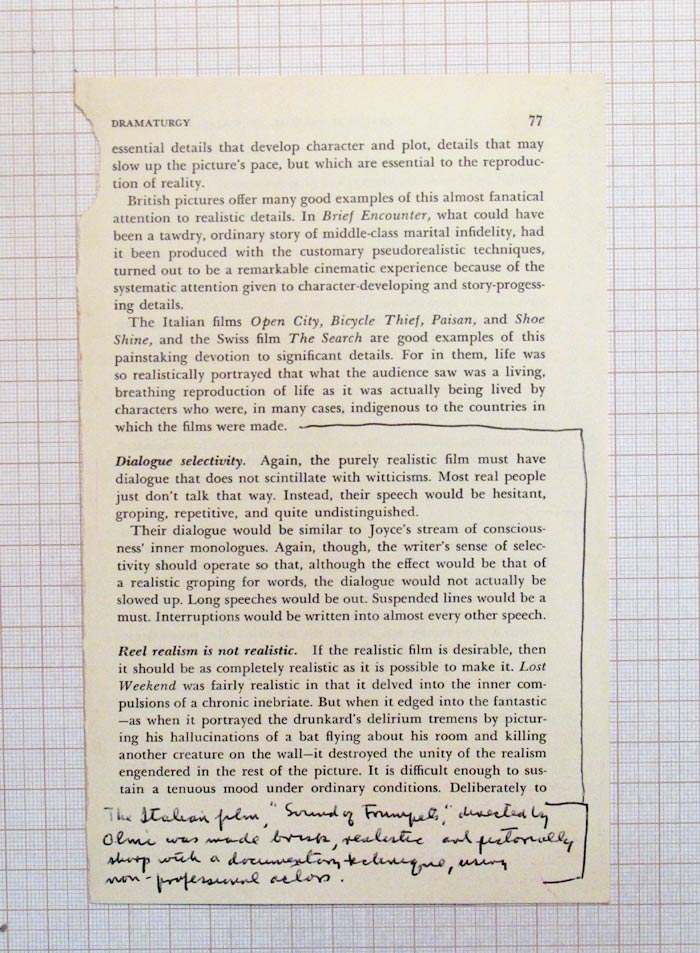 DRAMATURGY 77
essential details that develop character and plot, details that may
slow up the picture's pace, but which are essential to the reproduc-
tion of reality.
British pictures offer many good examples of this almost fanatical
attention to realistic details. In Brief Encounter, what could have
been a tawdry, ordinary story of middle-class marital infidelity, had
it been produced with the customary pseudorealistic techniques,
turned out to be a remarkable cinematic experience because of the
systematic attention given to character-developing and story-progess-
ing details.
The Italian films Open City, Bicycle Thief, Paisan, and Shoe
Shine, and the Swiss film The Search are good examples of this
painstaking devotion to significant details. For in them, life was
so realistically portrayed that what the audience saw was a living,
breathing reproduction of life as it was actually being lived by
characters who were, in many cases, indigenous to the countries in
which the films were made.
Dialogue selectivity. Again, the purely realistic film must have
dialogue that does not scintillate with witticisms. Most real people
just don't talk that way. Instead, their speech would be hesitant,
groping, repetitive, and quite undistinguished.
Their dialogue would be similar to Joyce's stream of conscious-
ness' inner monologues. Again, though, the writer's sense of selec-
tivity should operate so that, although the effect would be that of
a realistic groping for words, the dialogue would not actually be
slowed up. Long speeches would be out. Suspended lines would be a
must. Interruptions would be written into almost every other speech.
Reel realism is not realistic. If the realistic film is desirable, then
it should be as completely realistic as it is possible to make it. Lost
Weekend was fairly realistic in that it delved into the inner com-
pulsions of a chronic inebriate. But when it edged into the fantastic
—as when it portrayed the drunkard's delirium tremens by pictur-
ing his hallucinations of a bat flying about his room and killing
another creature on the wall—it destroyed the unity of the realism
engendered in the rest of the picture. It is difficult enough to sus-
tain a tenuous mood under ordinary conditions. Deliberately to
The Italian film, "Sound of Trumpets," directed by
Olmi was made brisk, realistic and pictorially
sharp with a documentary technique, using
non-professional actors.